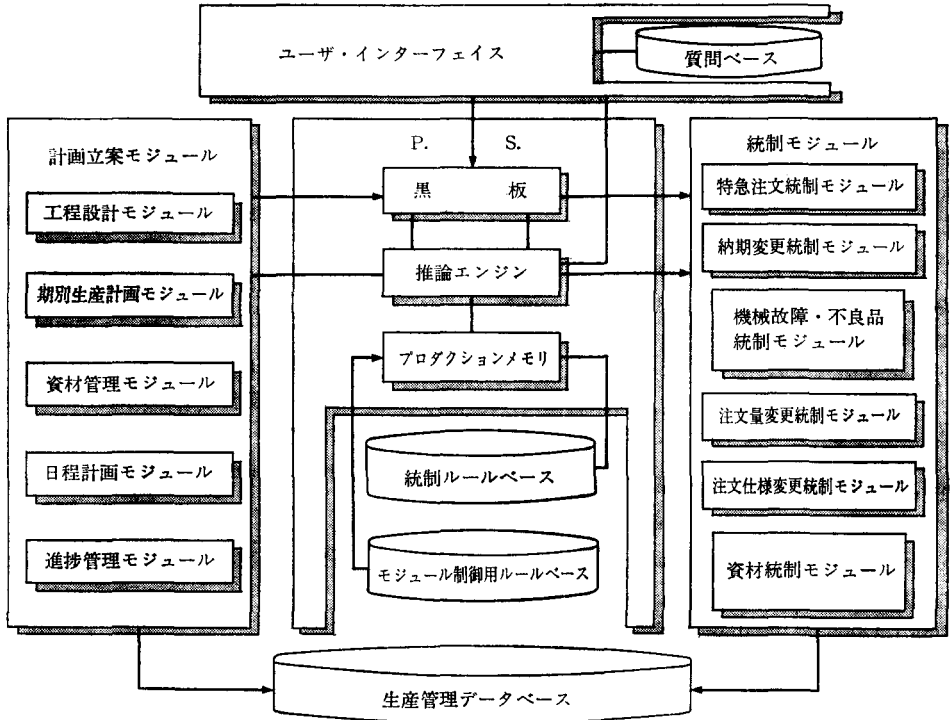 ユーザ・インターフェイス
質問ベース
計画立案モジュール
工程設計モジュール
期別生産計画モジュール
資材管理モジュール
日程計画モジュール
進捗管理モジュール
P. S.
黒 板
推論エンジン
プロダクションメモリ
統制ルールベース
モジュール制御用ルールベース
統制モジュール
特急注文統制モジュール
納期変更統制モジュール
機械故障・不良品
統制モジュール
注文量変更統制モジュール
注文仕様変更統制モジュール
資材統制モジュール
生産管理データベース